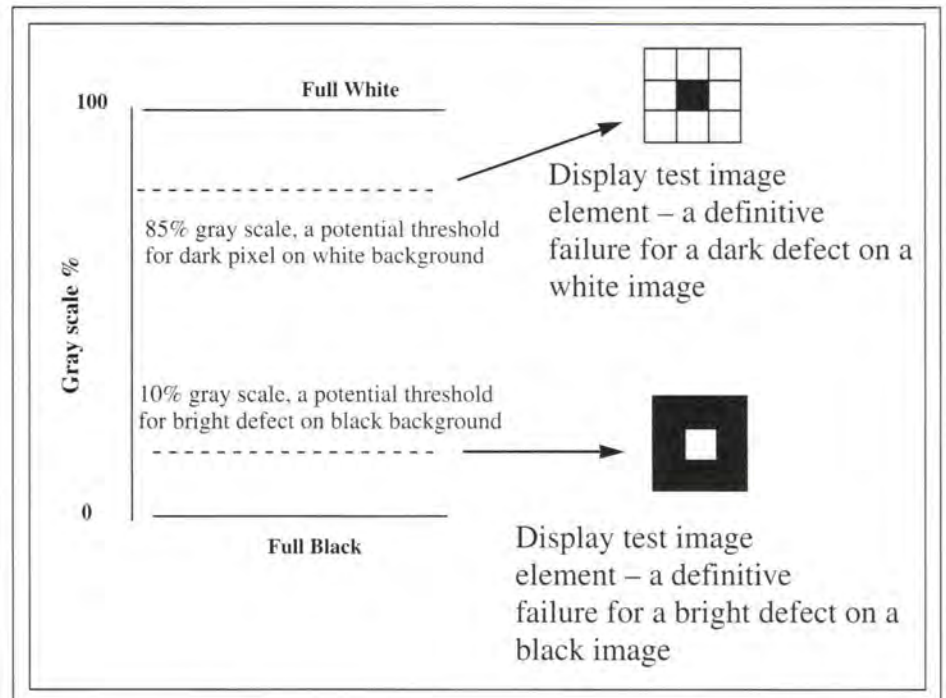 Full White
100
85% gray scale, a potential threshold
for dark pixel on white background
Display test image
element – a definitive
failure for a dark defect on a
white image
Gray scale %
10% gray scale, a potential threshold
for bright defect on black background
0
Full Black
Display test image
element – a definitive
failure for a bright defect on a
black image